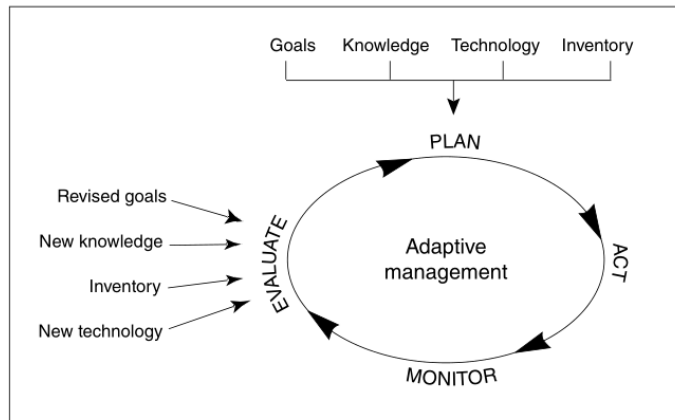 Goals Knowledge Technology Inventory
PLAN
Revised goals
New knowledge
Inventory
New technology
EVALUATE
Adaptive
management
ACT
MONITOR